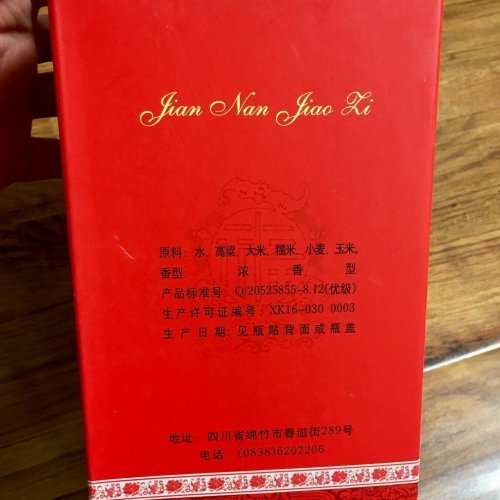 Jian Nan Jiao Zi
福
原料: 水、高粱、大米、糯米、小麦、玉米。
香型: 浓 香 型
产品标准号: Q/20525855-8.12(优级)
生产许可证编号: XK16-030 0003
生产日期: 见瓶贴背面或瓶盖
地址: 四川省绵竹市春溢街289号
电话: (0838)6202206